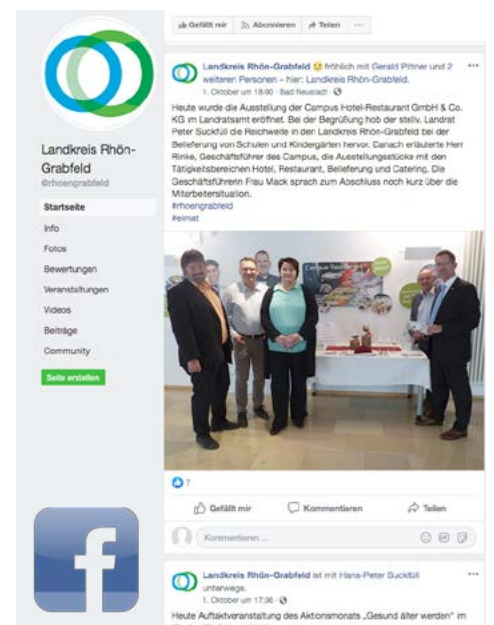 Gefällt mir Abonnieren Teilen ...
Landkreis Rhön-Grabfeld
@rhoengrabfeld
Startseite
Info
Fotos
Bewertungen
Veranstaltungen
Videos
Beiträge
Community
Seite erstellen
Landkreis Rhön-Grabfeld fröhlich mit Gerald Pittner und 2
weiteren Personen – hier: Landkreis Rhön-Grabfeld.
1. Oktober um 18:00 · Bad Neustadt ·
Heute wurde die Ausstellung der Campus Hotel-Restaurant GmbH & Co.
KG im Landratsamt eröffnet. Bei der Begrüßung hob der stellv. Landrat
Peter Suckfüll die Reichweite in den Landkreis Rhön-Grabfeld bei der
Belieferung von Schulen und Kindergärten hervor. Danach erläuterte Herr
Rinke, Geschäftsführer des Campus, die Ausstellungsstücke mit den
Tätigkeitsbereichen Hotel, Restaurant, Belieferung und Catering. Die
Geschäftsführerin Frau Mack sprach zum Abschluss noch kurz über die
Mitarbeitersituation.
#rhoengrabfeld
#eimat
7
Gefällt mir Kommentieren Teilen
Kommentieren ...
Landkreis Rhön-Grabfeld ist mit Hans-Peter Suckfüll
unterwegs.
1. Oktober um 17:36 ·
Heute Auftaktveranstaltung des Aktionsmonats „Gesund älter werden" im
f